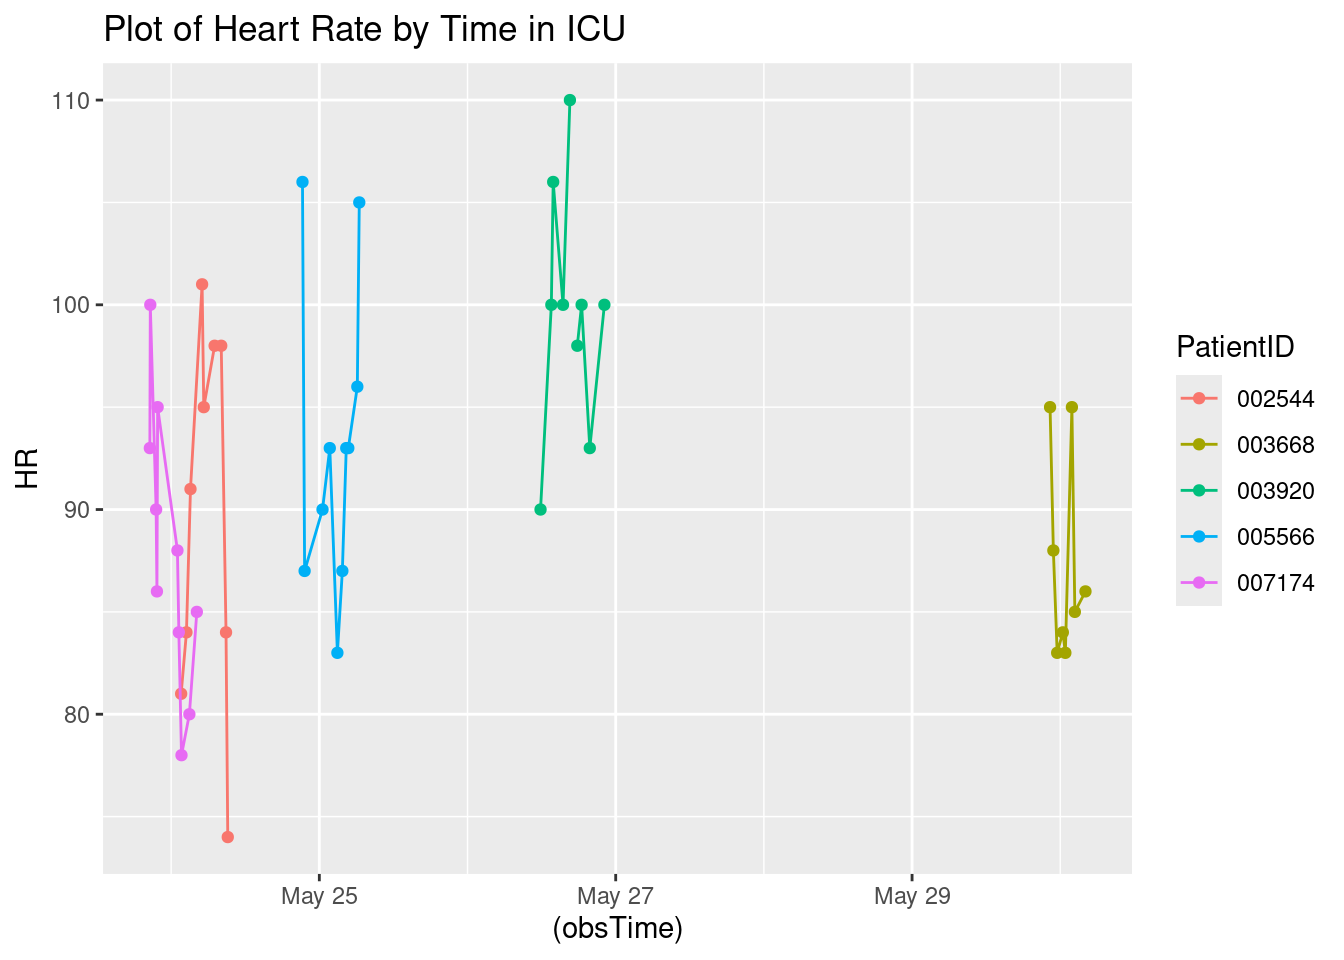 Plot of Heart Rate by Time in ICU
110
100
90
80
HR
May 25
May 27
May 29
(obsTime)
PatientID
002544
003668
003920
005566
007174